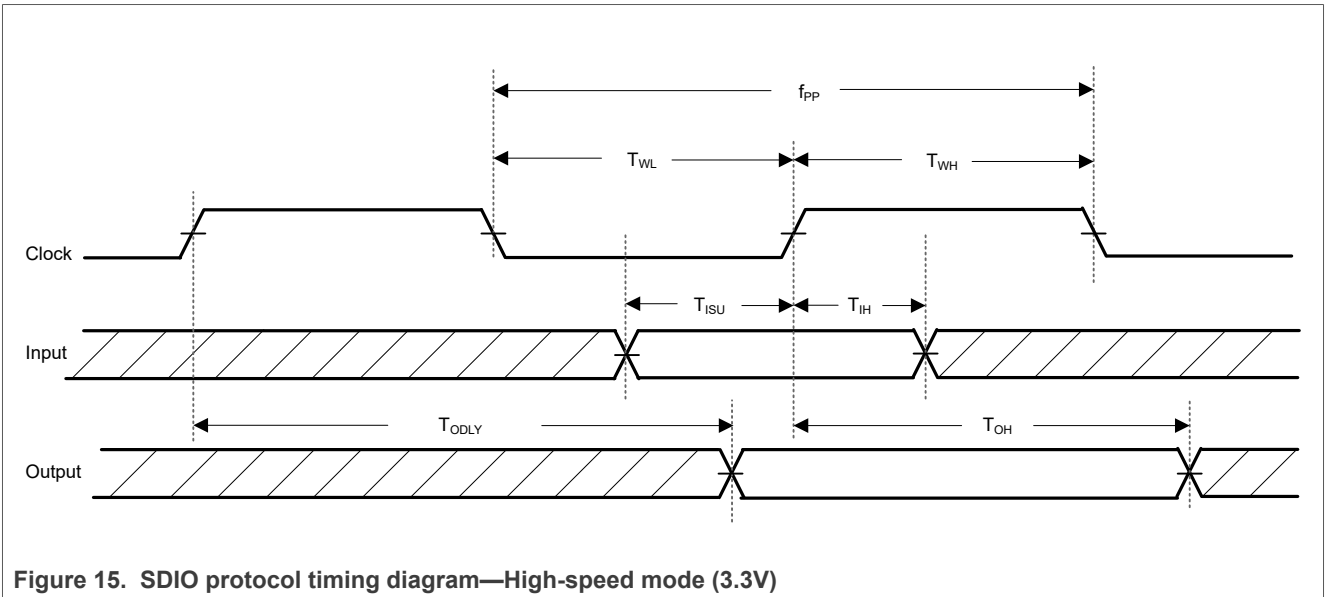 fPP
TWL TWH
Clock
TISU TIH
Input
TODLY TOH
Output
Figure 15. SDIO protocol timing diagram—High-speed mode (3.3V)